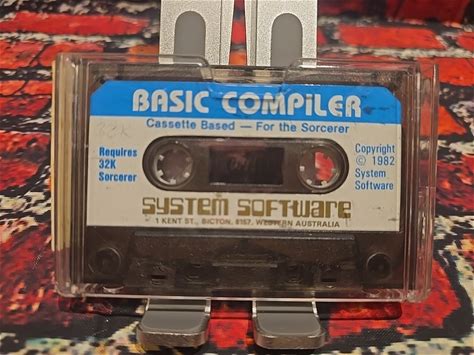 BASIC COMPILER
Cassette Based — For the Sorcerer
Requires
32K
Sorcerer
Copyright
© 1982
System
Software
SYSTEM SOFTWARE
1 KENT ST., BICTON, 6157, WESTERN AUSTRALIA